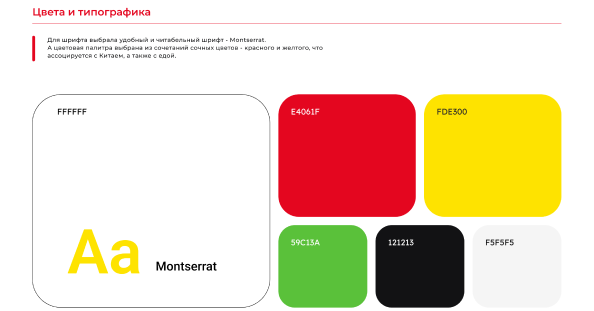 Цвета и типографика
Для шрифта выбрала удобный и читабельный шрифт - Montserrat.
А цветовая палитра выбрана из сочетаний сочных цветов - красного и желтого, что
ассоцируется с Китаем, а также с едой.
FFFFFF
E4061F
FDE300
Aa
Montserrat
59C13A
121213
F5F5F5